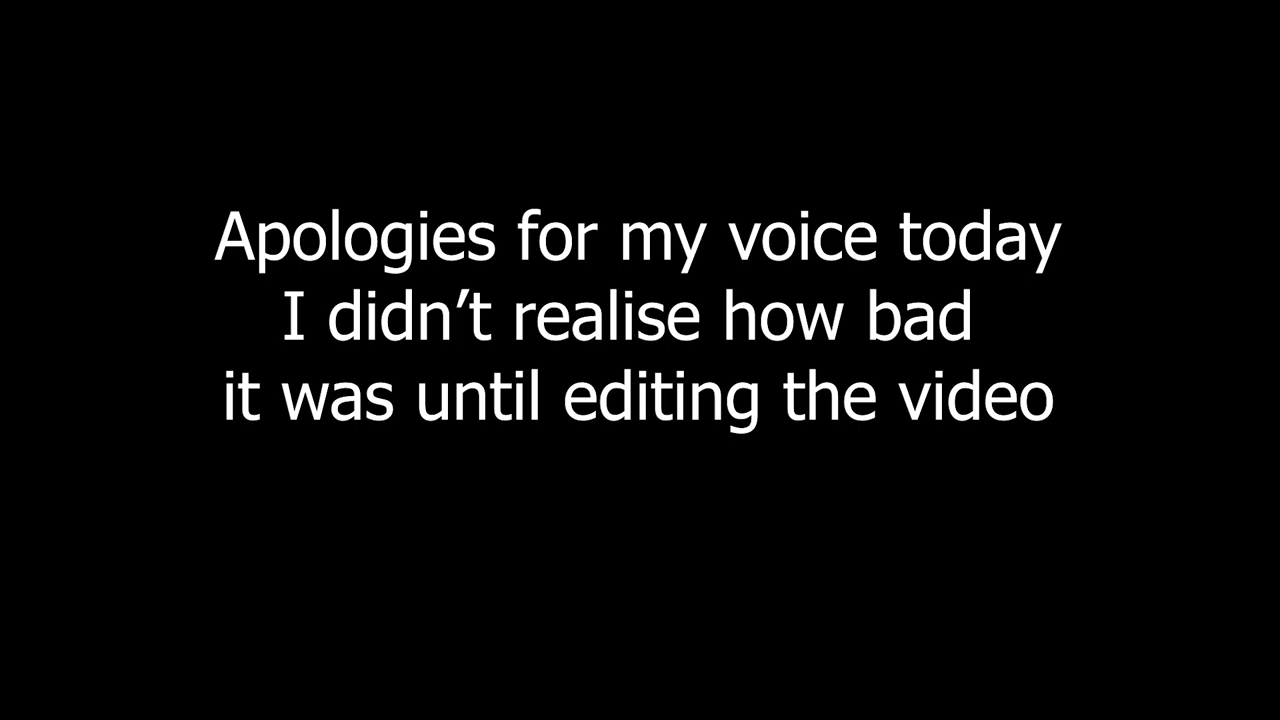 Apologies for my voice today
I didn’t realise how bad
it was until editing the video